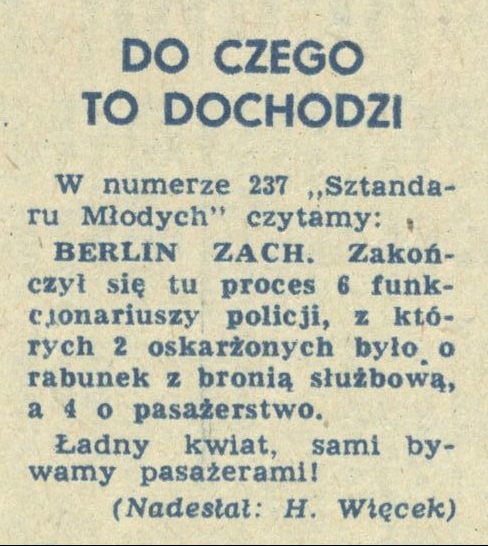 DO CZEGO
TO DOCHODZI
W numerze 237 „Sztanda-
ru Młodych” czytamy:
BERLIN ZACH. Zakoń-
czył się tu proces 6 funk-
cjonariuszy policji, z któ-
rych 2 oskarżonych było o
rabunek z bronią służbową,
a 4 o pasażerstwo.
Ładny kwiat, sami by-
wamy pasażerami!
(Nadesłał: H. Więcek)